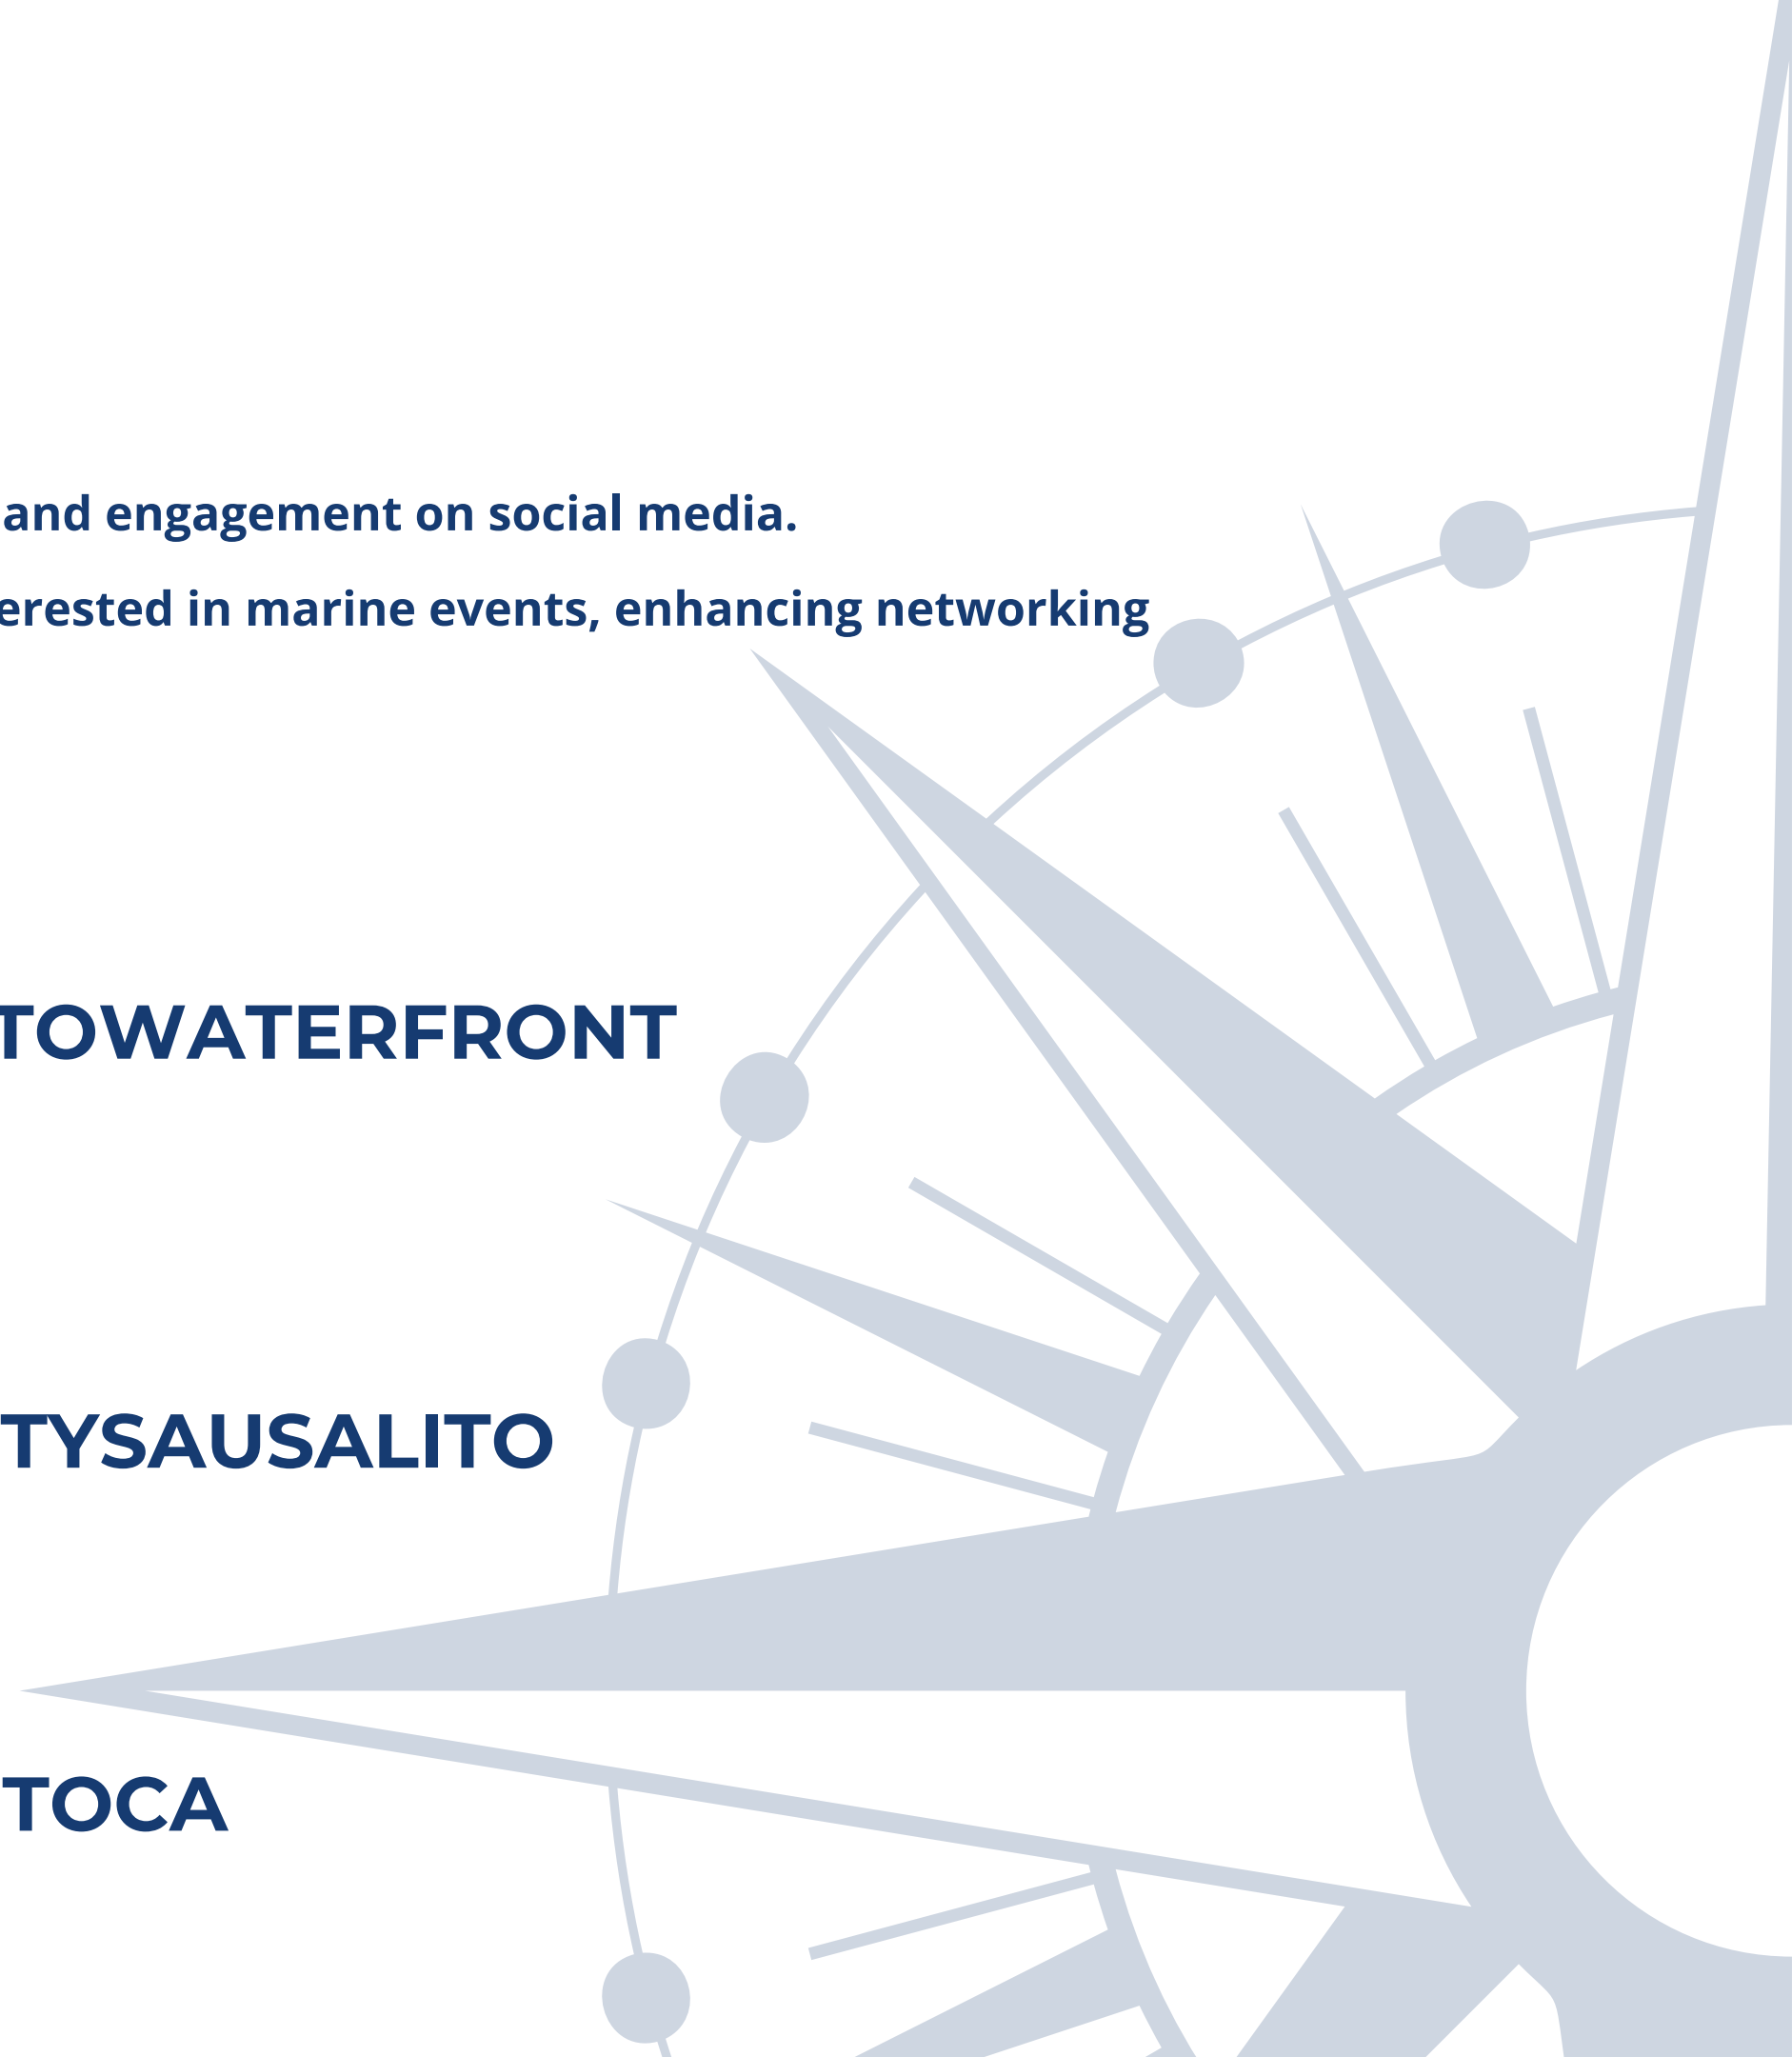 and engagement on social media.
erested in marine events, enhancing networking
TOWATERFRONT
TYSAUSALITO
TOCA